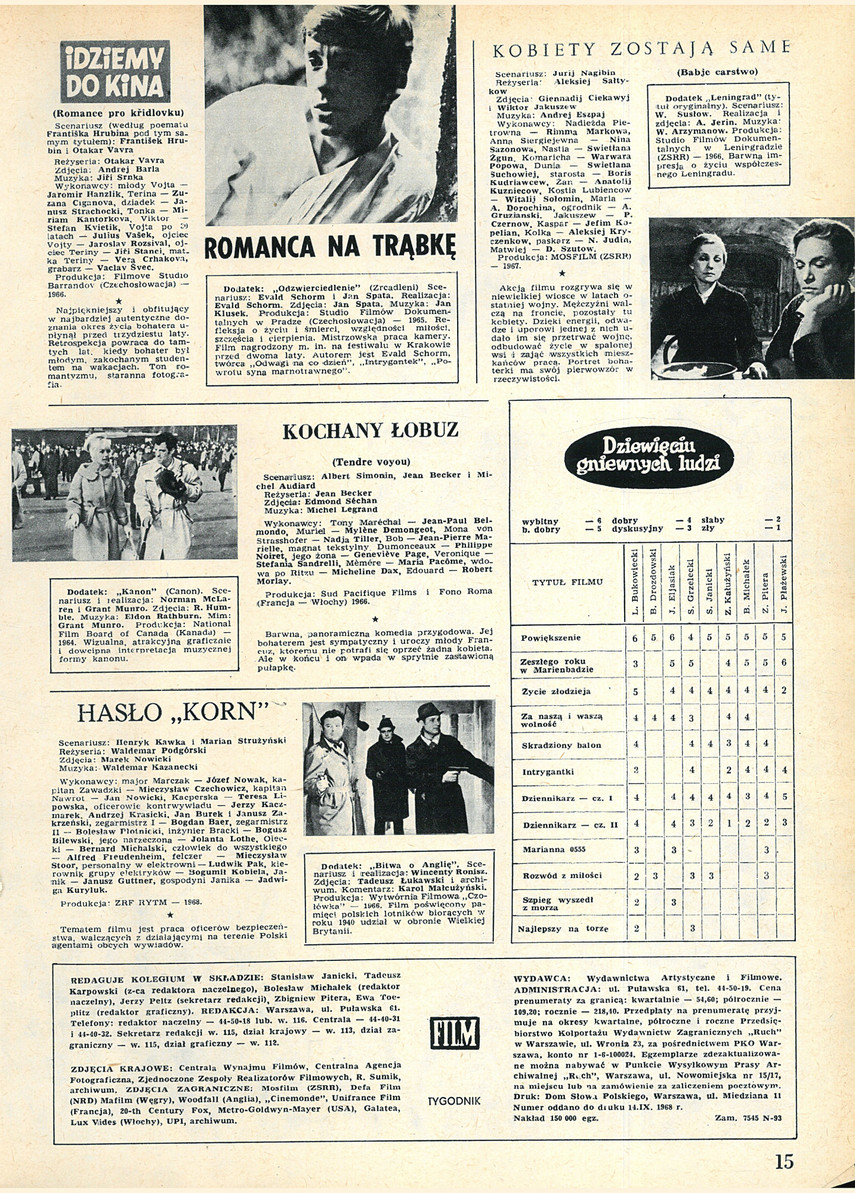 iDZiEMY
DO KiNA
(Romance pro křidlovku)
Scenariusz (według poematu
Františka Hrubina pod tym sa-
mym tytułem): František Hru-
bin i Otakar Vavra
Reżyseria: Otakar Vavra
Zdjęcia: Andrej Barla
Muzyka: Jiří Srnka
Wykonawcy: młody Vojta —
Jaromir Hanzlik, Terina — Zu-
zana Ciganova, dziadek — Ja-
nusz Strachocki, Tonka — Mi-
riam Kantorkova, Viktor —
Stefan Kvietik, Vojta po 30
latach — Julius Vašek, ojciec
Vojty — Jaroslav Rozsival, oj-
ciec Teriny — Jiří Stanci, mat-
ka Teriny — Vera Crhakova,
grabarz — Vaclav Švec.
Produkcja: Filmove Studio
Barrandov (Czechosłowacja) —
1966.
★
Najpiękniejszy i obfitujący
w najbardziej autentyczne do-
znania okres życia bohatera u-
płynął przed trzydziestu laty.
Retrospekcja powraca do tam-
tych lat, kiedy bohater był
młodym, zakochanym studen-
tem na wakacjach. Ton ro-
mantyzmu, staranna fotogra-
fia.
ROMANCA NA TRĄBKĘ
Dodatek: „Odzwierciedlenie" (Zrcadleni) Sce-
nariusz: Evald Schorm i Jan Spata. Realizacja:
Evald Schorm. Zdjęcia: Jan Spata. Muzyka: Jan
Klusek. Produkcja: Studio Filmów Dokumen-
talnych w Pradze (Czechosłowacja) — 1965. Re-
fleksja o życiu i śmierci, względności miłości,
szczęścia i cierpienia. Mistrzowska praca kamery.
Film nagrodzony m. in. na festiwalu w Krakowie
przed dwoma laty. Autorem jest Evald Schorm,
twórca „Odwagi na co dzień", „Intrygantek", „Po-
wrotu syna marnotrawnego".
KOBIETY ZOSTAJĄ SAME
(Babje carstwo)
Scenariusz: Jurij Nagibin
Reżyseria: Aleksiej Sałty-
kow
Zdjęcia: Giennadij Ciekawyj
i Wiktor Jakuszew
Muzyka: Andrej Eszpaj
Wykonawcy: Nadieżda Pie-
trowna — Rimma Markowa,
Anna Siergiejewna — Nina
Sazonowa, Nastia — Swietłana
Żgun, Komaricha — Warwara
Popowa, Dunia — Swietłana
Suchowiej, starosta — Boris
Kudriawcew, Żan — Anatolij
Kuzniecow, Kostia Lubiencow
— Witalij Sołomin, Maria —
A. Dorochina, ogrodnik — A.
Gruzianski, Jakuszew — P.
Czernow, Kaspar — Jefim Ko-
pelian, Kolka — Aleksiej Kry-
czenkow, paskarz — N. Judin,
Matwiej — D. Szutow.
Produkcja: MOSFILM (ZSRR)
— 1967.
★
Akcja filmu rozgrywa się w
niewielkiej wiosce w latach o-
statniej wojny. Mężczyźni wal-
czą na froncie, pozostały tu
kobiety. Dzięki energii, odwa-
dze i uporowi jednej z nich u-
dało im się przetrwać wojnę,
odbudować życie w spalonej
wsi i zająć wszystkich miesz-
kańców pracą. Portret boha-
terki ma swój pierwowzór w
rzeczywistości.
Dodatek „Leningrad" (ty-
tuł oryginalny). Scenariusz:
W. Susłow. Realizacja i
zdjęcia: A. Jerin. Muzyka:
W. Arzymanow. Produkcja:
Studio Filmów Dokumen-
talnych w Leningradzie
(ZSRR) — 1966. Barwna im-
presja o życiu współczes-
nego Leningradu.
KOCHANY ŁOBUZ
(Tendre voyou)
Scenariusz: Albert Simonin, Jean Becker i Mi-
chel Audiard
Reżyseria: Jean Becker
Zdjęcia: Edmond Séchan
Muzyka: Michel Legrand
Wykonawcy: Tony Maréchal — Jean-Paul Bel-
mondo, Muriel — Mylène Demongeot, Mona von
Strasshofer — Nadja Tiller, Bob — Jean-Pierre Ma-
rielle, magnat tekstylny Dumonceaux — Philippe
Noiret, jego żona — Geneviève Page, Veronique —
Stefania Sandrelli, Mémère — Maria Pacôme, wdo-
wa po Ritzu — Micheline Dax, Edouard — Robert
Morlay.
Produkcja: Sud Pacifique Films i Fono Roma
(Francja — Włochy) 1966.
★
Barwna, panoramiczna komedia przygodowa. Jej
bohaterem jest sympatyczny i uroczy młody Fran-
cuz, któremu nie potrafi się oprzeć żadna kobieta.
Ale w końcu i on wpada w sprytnie zastawioną
pułapkę.
Dodatek: „Kanon" (Canon). Sce-
nariusz i realizacja: Norman McLa-
ren i Grant Munro. Zdjęcia: R. Hum-
ble. Muzyka: Eldon Rathburn. Mim:
Grant Munro. Produkcja: National
Film Board of Canada (Kanada) —
1964. Wizualna, atrakcyjna graficznie
i dowcipna interpretacja muzycznej
formy kanonu.
HASŁO „KORN"
Scenariusz: Henryk Kawka i Marian Strużyński
Reżyseria: Waldemar Podgórski
Zdjęcia: Marek Nowicki
Muzyka: Waldemar Kazanecki
Wykonawcy: major Marczak — Józef Nowak, ka-
pitan Zawadzki — Mieczysław Czechowicz, kapitan
Nawrot — Jan Nowicki, Kacperska — Teresa Li-
powska, oficerowie kontrwywiadu — Jerzy Kacz-
marek, Andrzej Krasicki, Jan Burek i Janusz Za-
krzeński, zegarmistrz I — Bogdan Baer, zegarmistrz
II — Bolesław Płotnicki, inżynier Bracki — Bogusz
Bilewski, jego narzeczona — Jolanta Lothe, Olec-
ki — Bernard Michalski, człowiek do wszystkiego
— Alfred Freudenheim, felczer — Mieczysław
Stoor, personalny w elektrowni — Ludwik Pak, kie-
rownik grupy elektryków — Bogumił Kobiela, Ja-
nik — Janusz Guttner, gospodyni Janika — Jadwi-
ga Kuryluk.
Produkcja: ZRF RYTM — 1968.
★
Tematem filmu jest praca oficerów bezpieczeń-
stwa, walczących z działającymi na terenie Polski
agentami obcych wywiadów.
Dodatek: „Bitwa o Anglię". Sce-
nariusz i realizacja: Wincenty Ronisz.
Zdjęcia: Tadeusz Łukawski i archi-
wum. Komentarz: Karol Małcużyński.
Produkcja: Wytwórnia Filmowa „Czo-
łówka" — 1966. Film poświęcony pa-
mięci polskich lotników biorących w
roku 1940 udział w obronie Wielkiej
Brytanii.
Dziewięciu
gniewnych ludzi
wybitny — 6 dobry — 4 słaby — 2
b. dobry — 5 dyskusyjny — 3 zły — 1
TYTUŁ FILMU L. Bukowiecki B. Drozdowski J. Eljasiak S. Grzelecki S. Janicki Z. Kałużyński B. Michałek Z. Pitera J. Płażewski
Powiększenie 6 5 6 4 5 5 5 5 5
Zeszłego roku
w Marienbadzie 3 5 5 4 5 5 6
Życie złodzieja 5 4 4 4 4 4 4 2
Za naszą i waszą
wolność 4 4 4 3 4 4
Skradziony balon 4 4 4 3 4 4
Intrygantki 3 4 2 4 4 4
Dziennikarz — cz. I 4 4 4 4 4 3 4 5
Dziennikarz — cz. II 4 4 3 2 1 2 2 3
Marianna 0555 3 3 3
Rozwód z miłości 2 3 3 3 3
Szpieg wyszedł
z morza 2 3
Najlepszy na torze 2 3
REDAGUJE KOLEGIUM W SKŁADZIE: Stanisław Janicki, Tadeusz
Karpowski (z-ca redaktora naczelnego), Bolesław Michałek (redaktor
naczelny), Jerzy Peltz (sekretarz redakcji), Zbigniew Pitera, Ewa Toe-
plitz (redaktor graficzny). REDAKCJA: Warszawa, ul. Puławska 61.
Telefony: redaktor naczelny — 44-50-18 lub. w. 116. Centrala — 44-40-31
i 44-40-32. Sekretarz redakcji w. 115, dział krajowy — w. 113, dział za-
graniczny — w. 115, dział graficzny — w. 112.
ZDJĘCIA KRAJOWE: Centrala Wynajmu Filmów, Centralna Agencja
Fotograficzna, Zjednoczone Zespoły Realizatorów Filmowych, R. Sumik,
archiwum. ZDJĘCIA ZAGRANICZNE: Mosfilm (ZSRR), Defa Film
(NRD) Mafilm (Węgry), Woodfall (Anglia), „Cinemonde", Unifrance Film
(Francja), 20-th Century Fox, Metro-Goldwyn-Mayer (USA), Galatea,
Lux Vides (Włochy), UPI, archiwum.
FILM
TYGODNIK
WYDAWCA: Wydawnictwa Artystyczne i Filmowe.
ADMINISTRACJA: ul. Puławska 61, tel. 44-50-19. Cena
prenumeraty za granicą: kwartalnie — 54,60; półrocznie —
109,20; rocznie — 218,40. Przedpłaty na prenumeratę przyj-
muje na okresy kwartalne, półroczne i roczne Przedsię-
biorstwo Kolportażu Wydawnictw Zagranicznych „Ruch"
w Warszawie, ul. Wronia 23, za pośrednictwem PKO War-
szawa, konto nr 1-6-100024. Egzemplarze zdezaktualizowa-
ne można nabywać w Punkcie Wysyłkowym Prasy Ar-
chiwalnej „Ruch", Warszawa, ul. Nowomiejska nr 15/17,
na miejscu lub na zamówienie za zaliczeniem pocztowym.
Druk: Dom Słowa Polskiego, Warszawa, ul. Miedziana 11
Numer oddano do druku 14.IX. 1968 r.
Nakład 150 000 egz. Zam. 7545 N-93
15